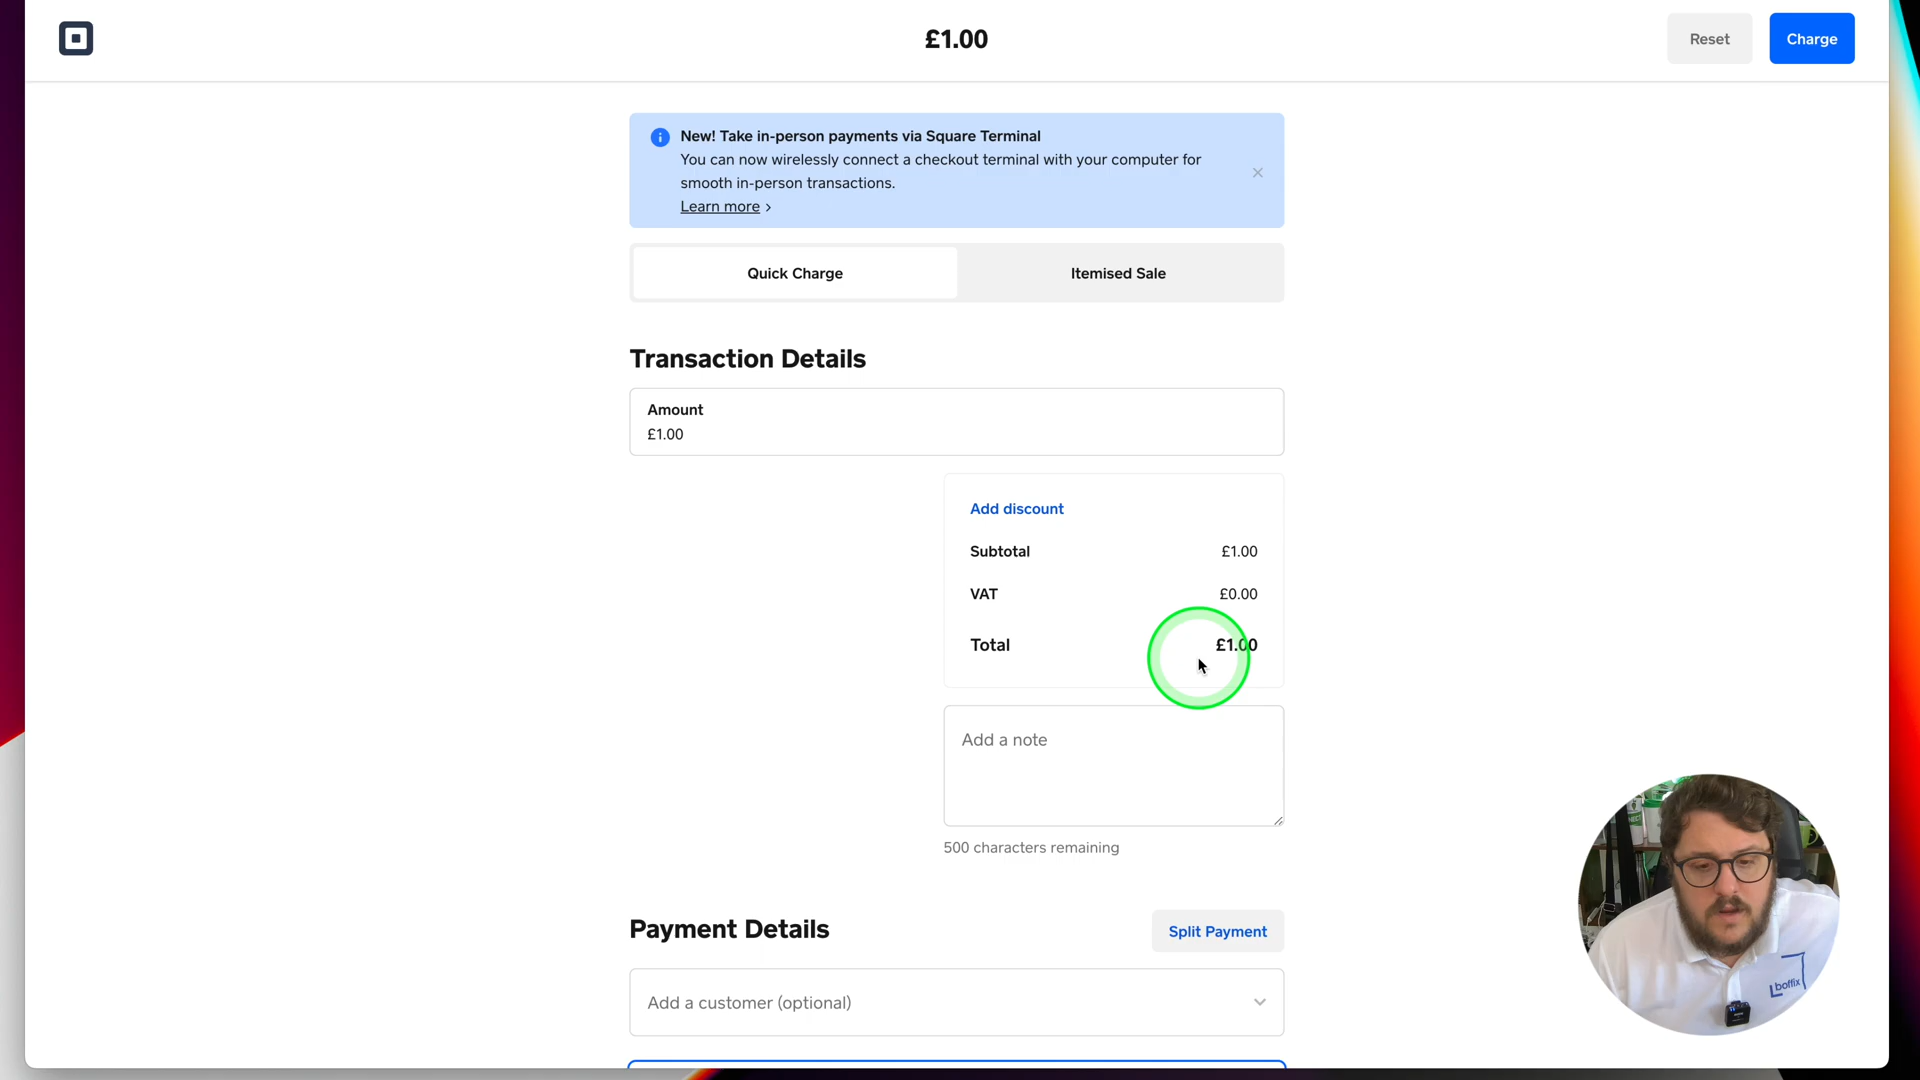 £1.00
Reset
Charge
New! Take in-person payments via Square Terminal
You can now wirelessly connect a checkout terminal with your computer for
smooth in-person transactions.
Learn more
Quick Charge
Itemised Sale
Transaction Details
Amount
£1.00
Add discount
Subtotal £1.00
VAT £0.00
Total £1.00
Add a note
500 characters remaining
Payment Details
Split Payment
Add a customer (optional)
boffix